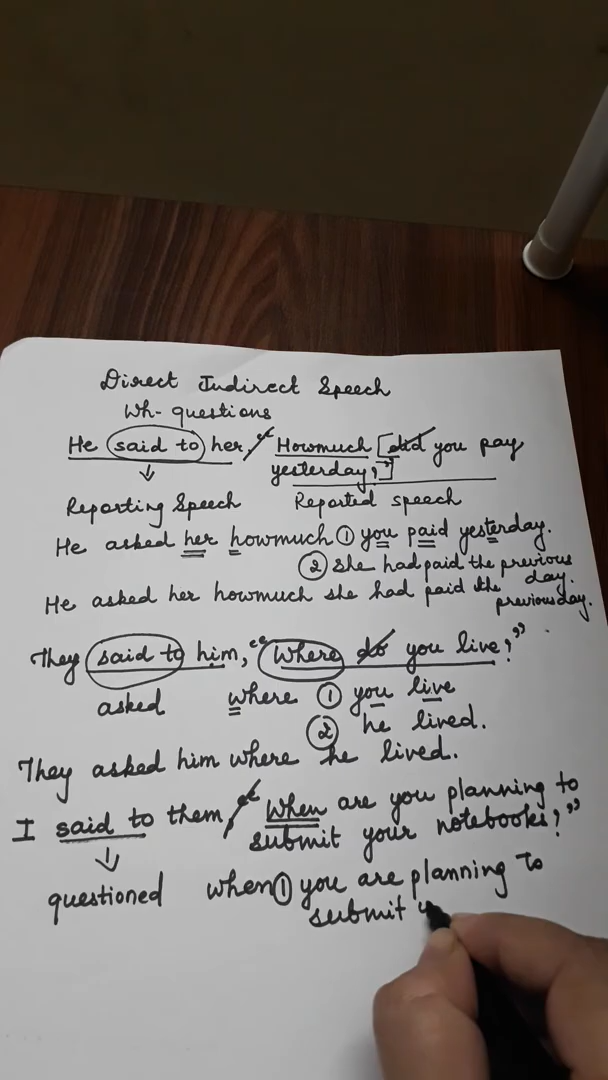 Direct Indirect Speech
Wh- questions
He said to her, “Howmuch [did you pay
yesterday?”]
Reporting Speech Reported speech
He asked her howmuch ① you paid yesterday.
② She had paid the previous
day.
He asked her howmuch she had paid the
previous day.
They said to him, “Where do you live?”
asked where ① you live
② he lived.
They asked him where he lived.
I said to them, “When are you planning to
submit your notebooks?”
questioned when ① you are planning to
submit